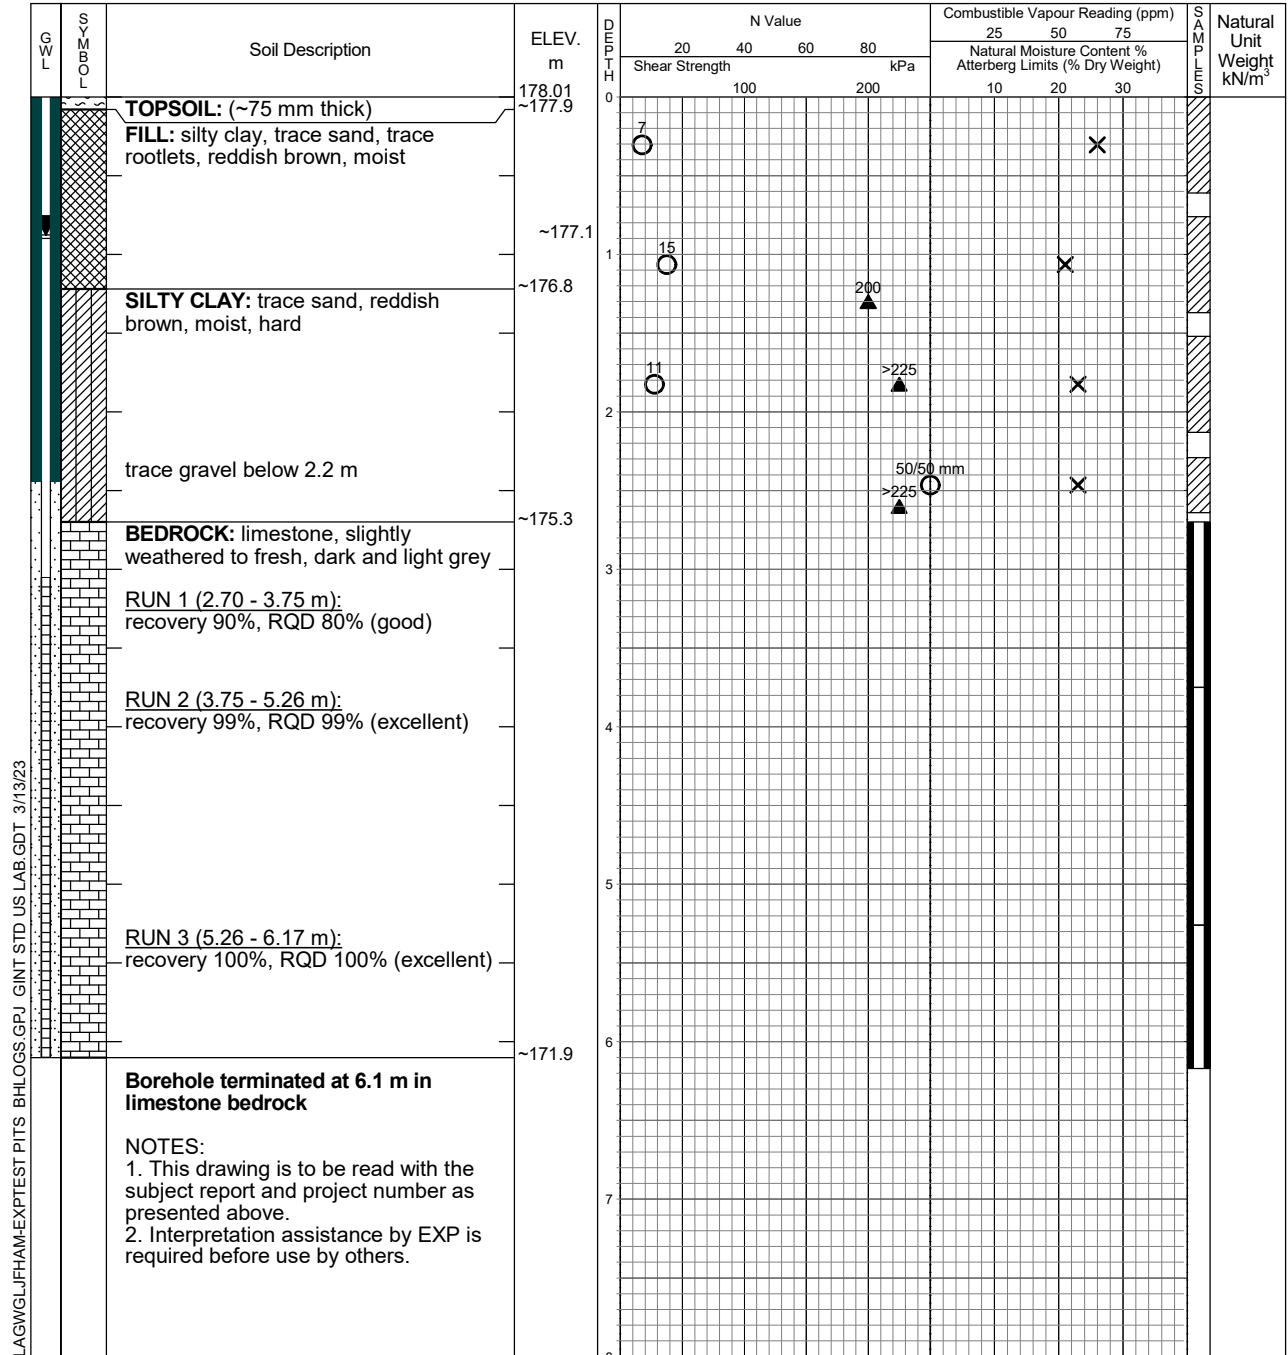 GWL
SYMBOL
Soil Description
ELEV.
m
DEPTH
N Value
20 40 60 80
Shear Strength kPa
100 200
Combustible Vapour Reading (ppm)
25 50 75
Natural Moisture Content %
Atterberg Limits (% Dry Weight)
10 20 30
SAMPLES
Natural
Unit
Weight
kN/m³
178.01
0
TOPSOIL: (~75 mm thick)
~177.9
FILL: silty clay, trace sand, trace
rootlets, reddish brown, moist
7
~177.1
1
15
~176.8
SILTY CLAY: trace sand, reddish
brown, moist, hard
200
11
>225
2
trace gravel below 2.2 m
50/50 mm
>225
~175.3
BEDROCK: limestone, slightly
weathered to fresh, dark and light grey
3
RUN 1 (2.70 - 3.75 m):
recovery 90%, RQD 80% (good)
RUN 2 (3.75 - 5.26 m):
recovery 99%, RQD 99% (excellent)
4
5
RUN 3 (5.26 - 6.17 m):
recovery 100%, RQD 100% (excellent)
6
~171.9
Borehole terminated at 6.1 m in
limestone bedrock
NOTES:
1. This drawing is to be read with the
subject report and project number as
presented above.
2. Interpretation assistance by EXP is
required before use by others.
7
LAGWGLJFHAM-EXPTEST PITS BHLOGS.GPJ GINT STD US LAB.GDT 3/13/23